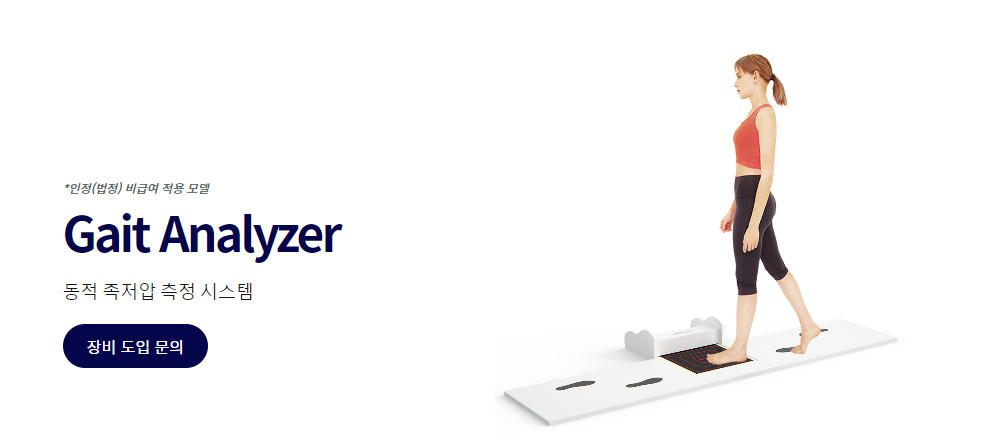 *인정(법정) 비급여 적용 모델
Gait Analyzer
동적 족저압 측정 시스템
장비 도입 문의